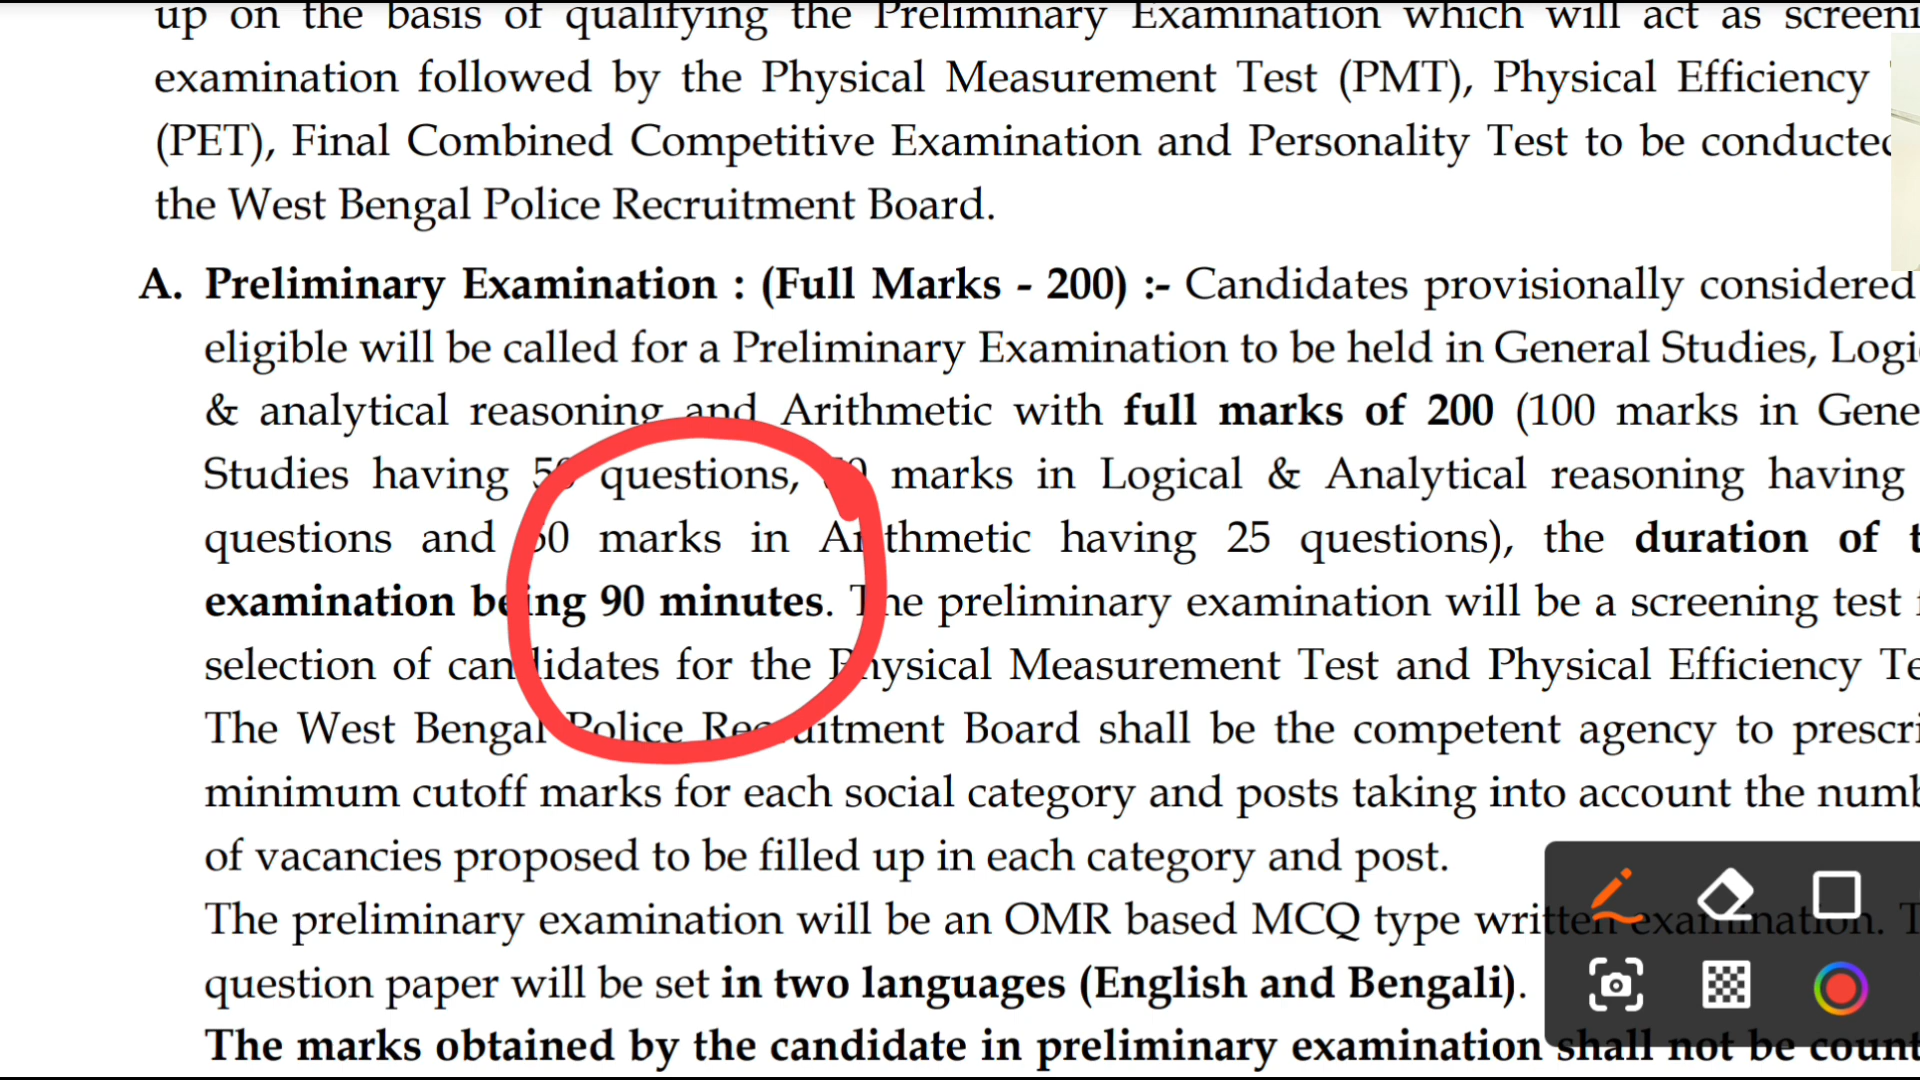 up on the basis of qualifying the Preliminary Examination which will act as
examination followed by the Physical Measurement Test (PMT), Physical Efficiency
(PET), Final Combined Competitive Examination and Personality Test to be
the West Bengal Police Recruitment Board.
A. Preliminary Examination : (Full Marks - 200) :- Candidates provisionally considered
eligible will be called for a Preliminary Examination to be held in General Studies,
& analytical reasoning and Arithmetic with full marks of 200 (100 marks in
Studies having questions, marks in Logical & Analytical reasoning having
questions and marks in Arithmetic having 25 questions), the duration of
examination being 90 minutes. The preliminary examination will be a screening test
selection of candidates for the Physical Measurement Test and Physical Efficiency
The West Bengal Police Recruitment Board shall be the competent agency to
minimum cutoff marks for each social category and posts taking into account the
of vacancies proposed to be filled up in each category and post.
The preliminary examination will be an OMR based MCQ type written examination.
question paper will be set in two languages (English and Bengali).
The marks obtained by the candidate in preliminary examination shall not be